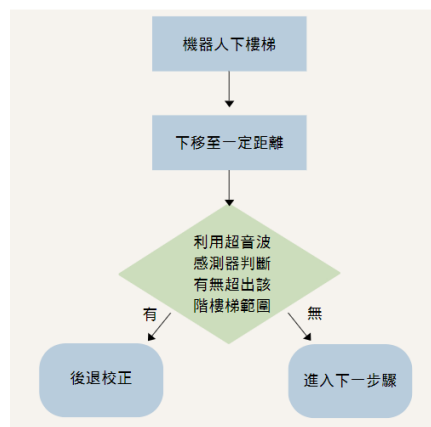 機器人下樓梯
下移至一定距離
利用超音波
感測器判斷
有無超出該
階樓梯範圍
有
無
後退校正
進入下一步驟